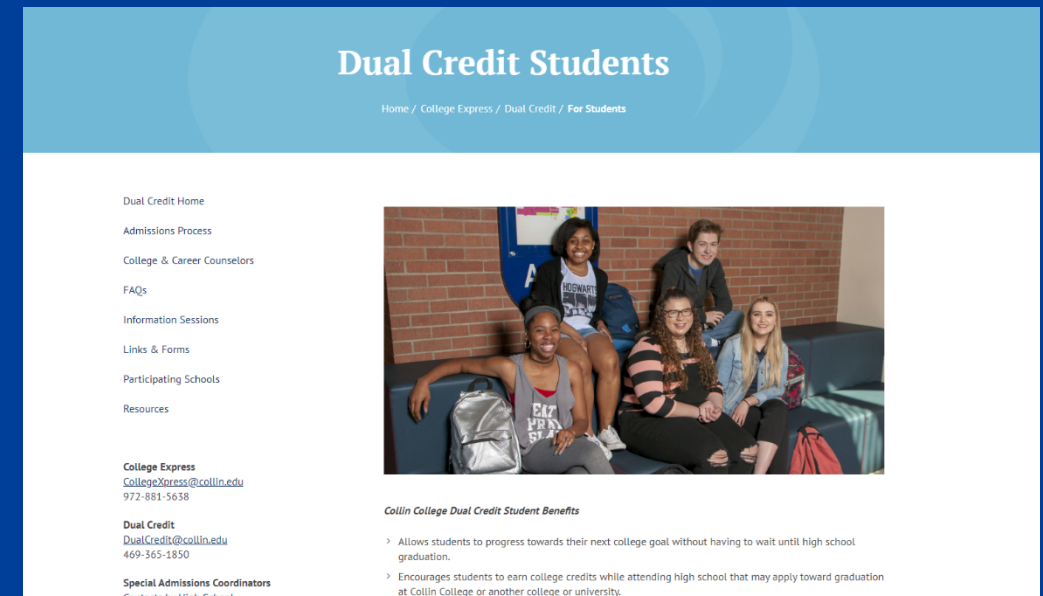 Dual Credit Students
Home / College Express / Dual Credit / For Students
Dual Credit Home
Admissions Process
College & Career Counselors
FAQs
Information Sessions
Links & Forms
Participating Schools
Resources
College Express
CollegeXpress@collin.edu
972-881-5638
Dual Credit
DualCredit@collin.edu
469-365-1850
Special Admissions Coordinators
Contacts by High School
A
HOGWARTS
EAT
PRAY
Collin College Dual Credit Student Benefits
Allows students to progress towards their next college goal without having to wait until high school
graduation.
Encourages students to earn college credits while attending high school that may apply toward graduation
at Collin College or another college or university.